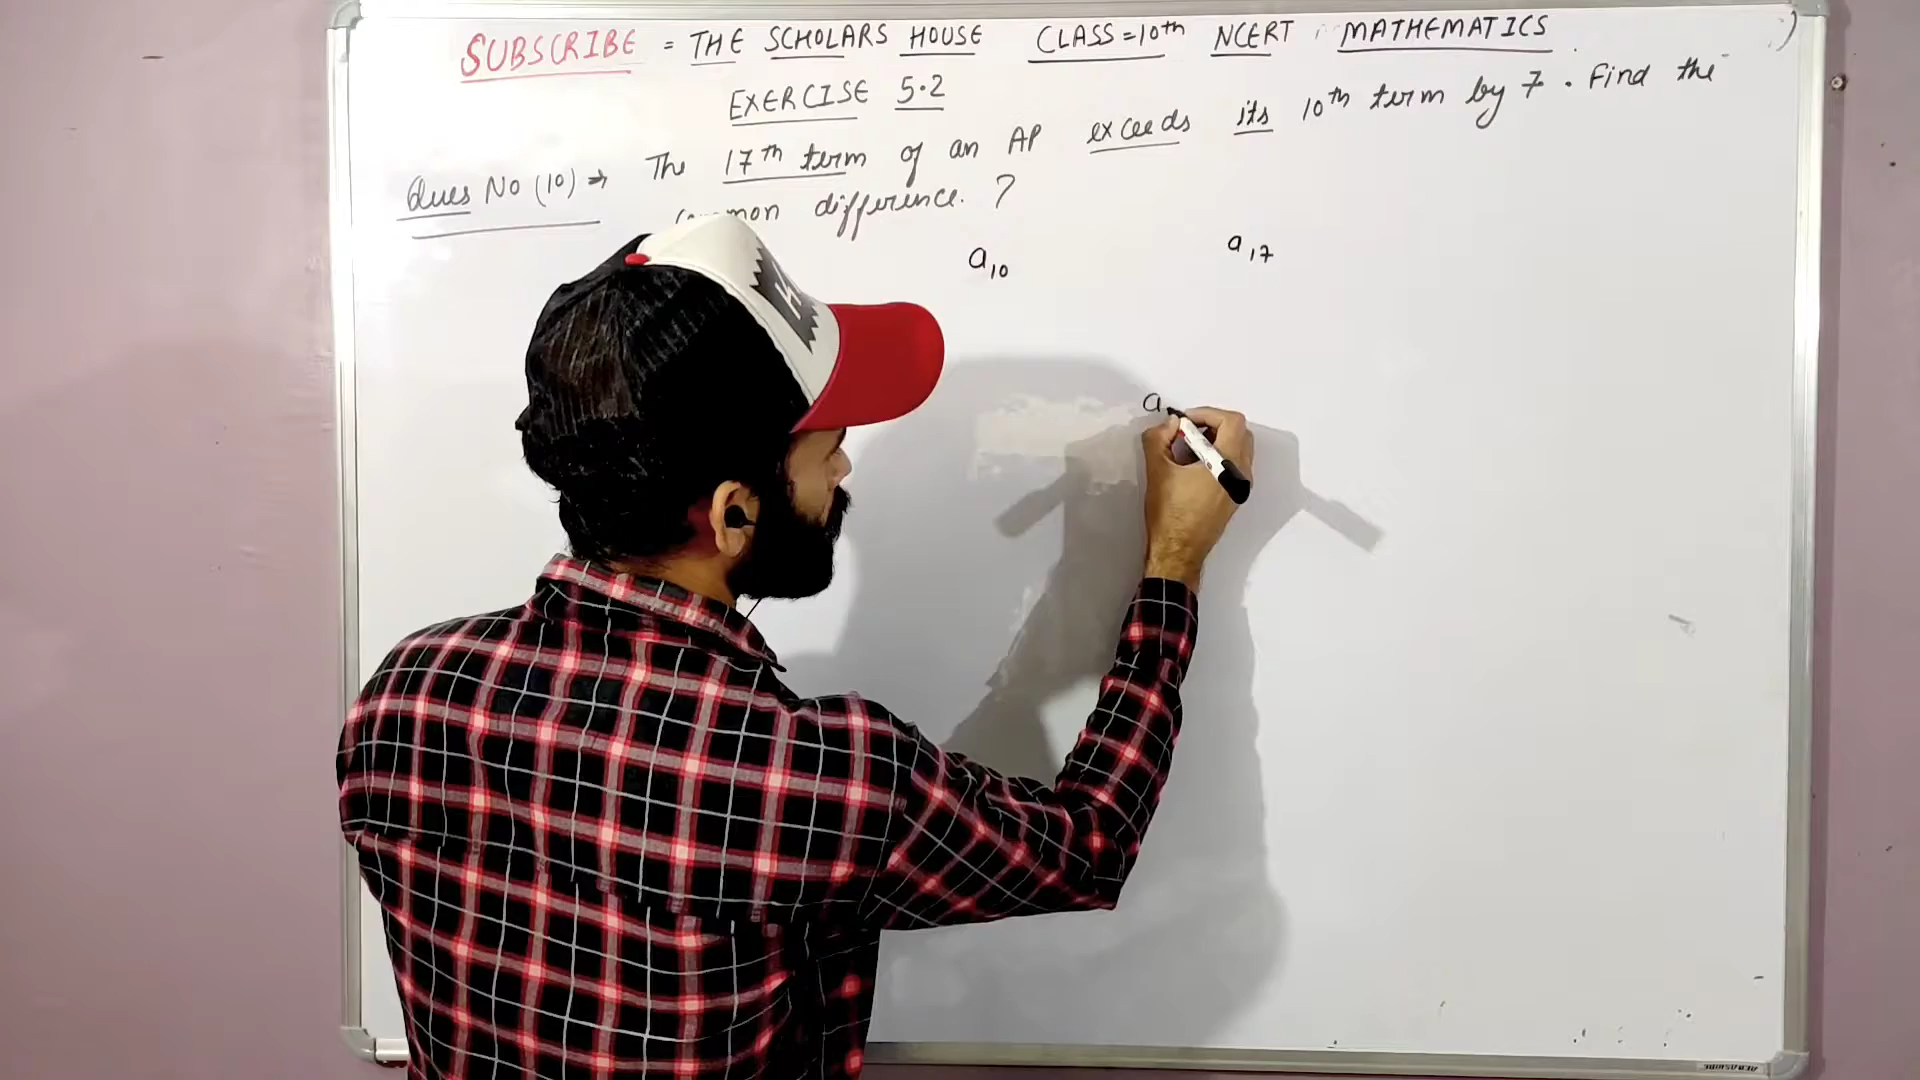 SUBSCRIBE = THE SCHOLARS HOUSE CLASS=10th NCERT MATHEMATICS
EXERCISE 5.2
Ques No (10) ⇒ The 17th term of an AP exceeds its 10th term by 7. Find the
common difference. ?
a10 a17
a